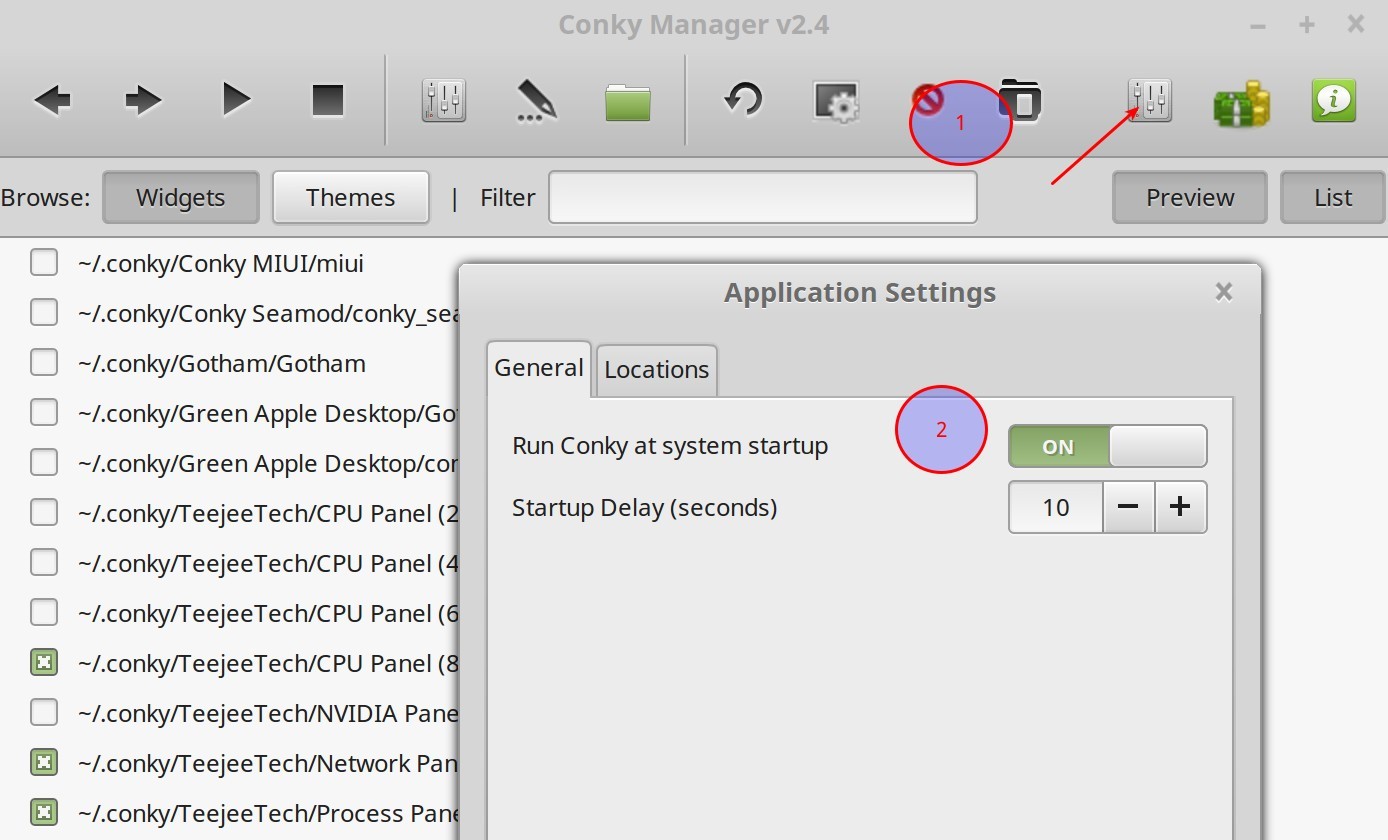 Conky Manager v2.4
1
Browse: Widgets Themes | Filter Preview List
~/.conky/Conky MIUI/miui
~/.conky/Conky Seamod/conky_sea
~/.conky/Gotham/Gotham
~/.conky/Green Apple Desktop/Got
~/.conky/Green Apple Desktop/con
~/.conky/TeejeeTech/CPU Panel (2
~/.conky/TeejeeTech/CPU Panel (4
~/.conky/TeejeeTech/CPU Panel (6
~/.conky/TeejeeTech/CPU Panel (8
~/.conky/TeejeeTech/NVIDIA Pane
~/.conky/TeejeeTech/Network Pan
~/.conky/TeejeeTech/Process Pane
Application Settings
General Locations
2
Run Conky at system startup ON
Startup Delay (seconds) 10 − +